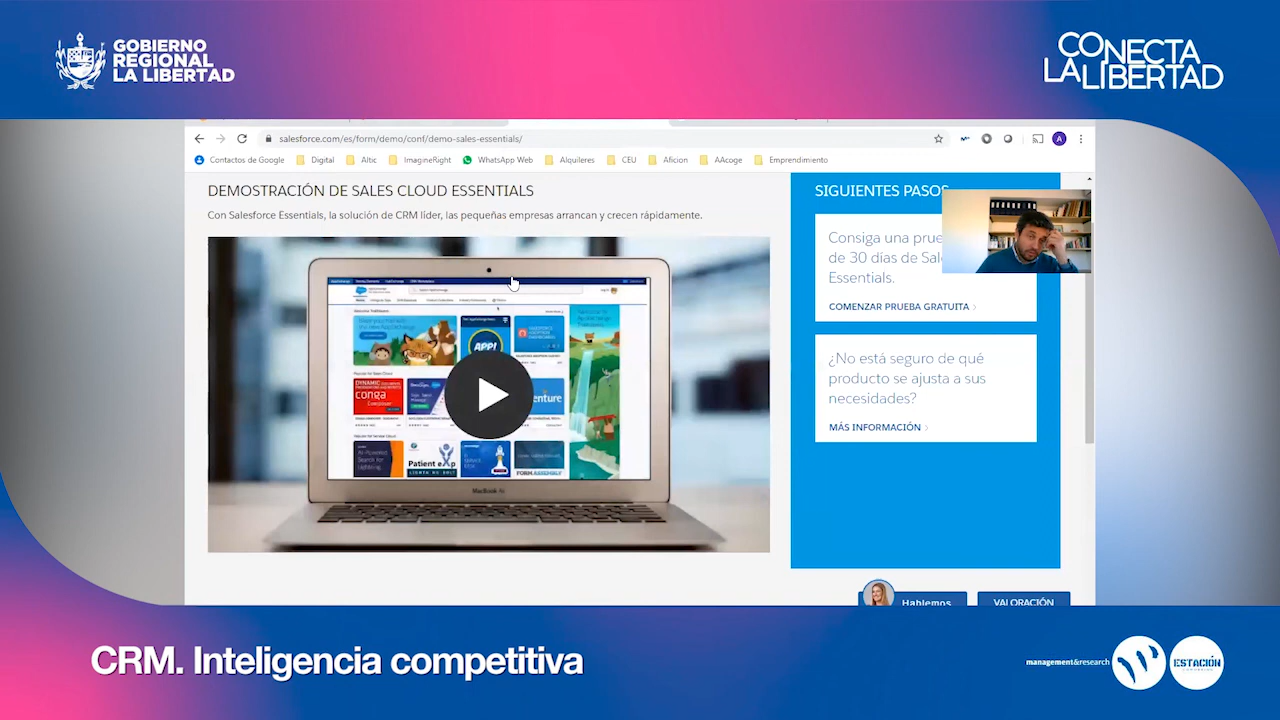 GOBIERNO
REGIONAL
LA LIBERTAD
CONECTA
LA LIBERTAD
salesforce.com/es/form/demo/conf/demo-sales-essentials/
A
Contactos de Google
Digital
Altic
ImagineRight
WhatsApp Web
Alquileres
CEU
Aficion
AAcoge
Emprendimiento
DEMOSTRACIÓN DE SALES CLOUD ESSENTIALS
Con Salesforce Essentials, la solución de CRM líder, las pequeñas empresas arrancan y crecen rápidamente.
APP!
DYNAMIC
conga
Patient eXp
FORM ASSEMBLY
MacBook Air
SIGUIENTES PASOS
Consiga una prue
de 30 días de Sal
Essentials.
COMENZAR PRUEBA GRATUITA
¿No está seguro de qué
producto se ajusta a sus
necesidades?
MÁS INFORMACIÓN
Hablemos
VALORACIÓN
CRM. Inteligencia competitiva
management&research
ESTACIÓN